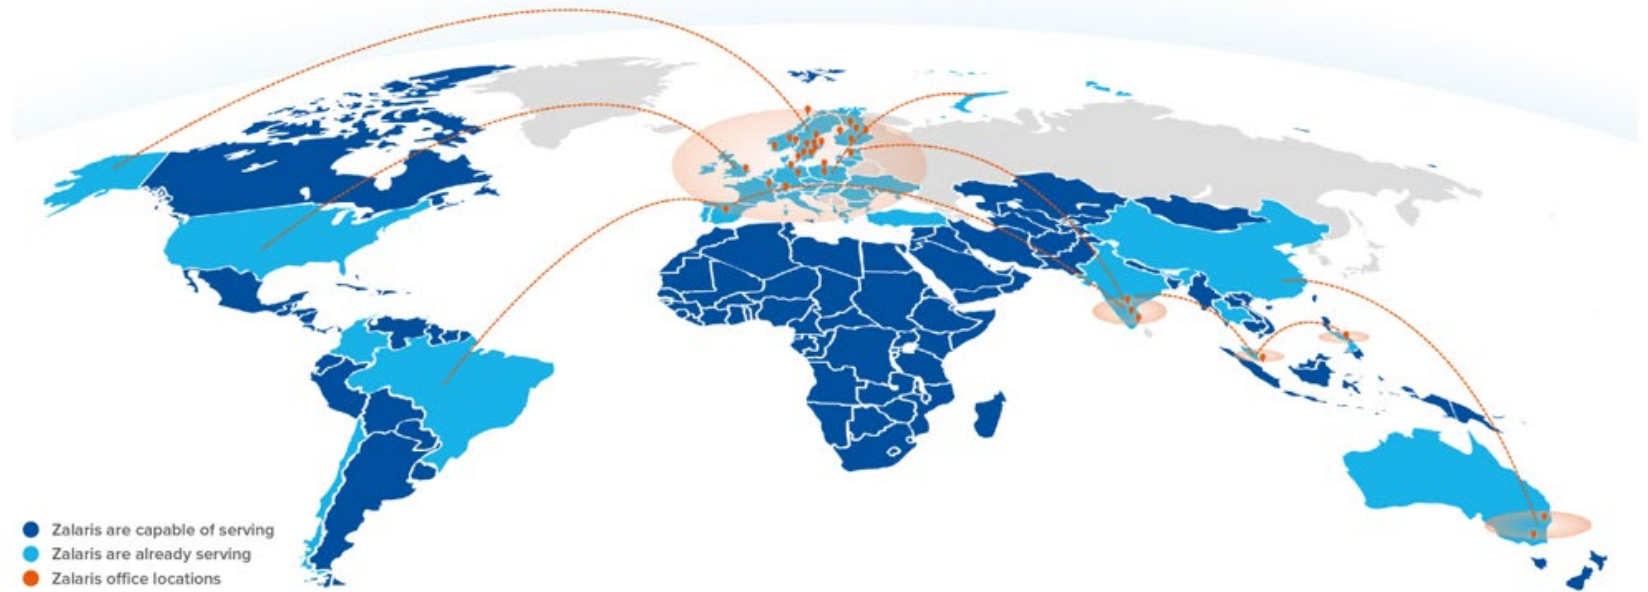 Zalaris are capable of serving
Zalaris are already serving
Zalaris office locations